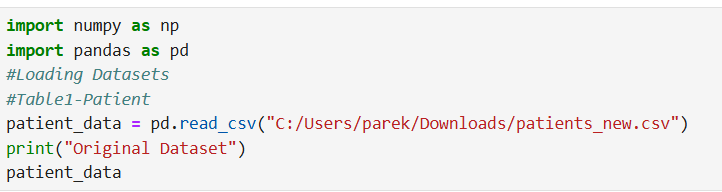 import numpy as np
import pandas as pd
#Loading Datasets
#Table1-Patient
patient_data = pd.read_csv("C:/Users/parek/Downloads/patients_new.csv")
print("Original Dataset")
patient_data